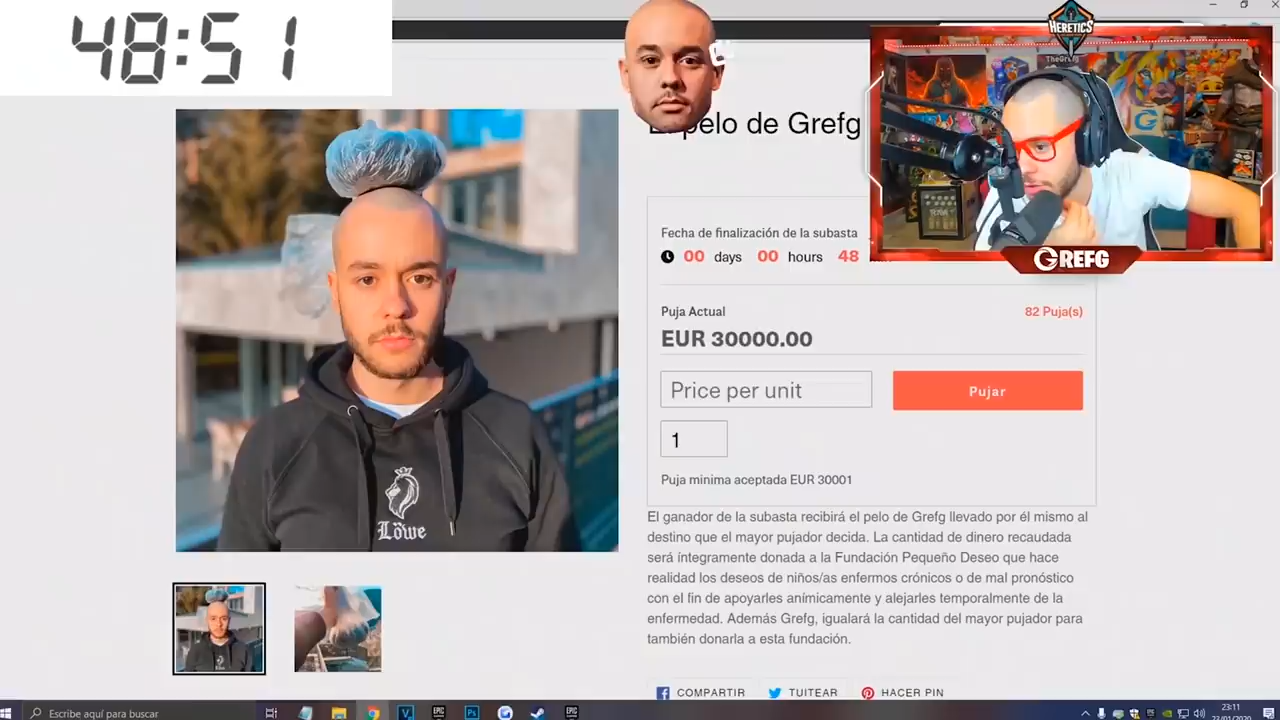 48:51
HERETICS
TheGrefg
El pelo de Grefg
GREFG
Fecha de finalización de la subasta
00 days 00 hours 48
Puja Actual
82 Puja(s)
EUR 30000.00
Price per unit
Pujar
1
Puja minima aceptada EUR 30001
Löwe
El ganador de la subasta recibirá el pelo de Grefg llevado por él mismo al
destino que el mayor pujador decida. La cantidad de dinero recaudada
será íntegramente donada a la Fundación Pequeño Deseo que hace
realidad los deseos de niños/as enfermos crónicos o de mal pronóstico
con el fin de apoyarles anímicamente y alejarles temporalmente de la
enfermedad. Además Grefg, igualará la cantidad del mayor pujador para
también donarla a esta fundación.
COMPARTIR
TUITEAR
HACER PIN
Escribe aquí para buscar
23:11
23/01/2020